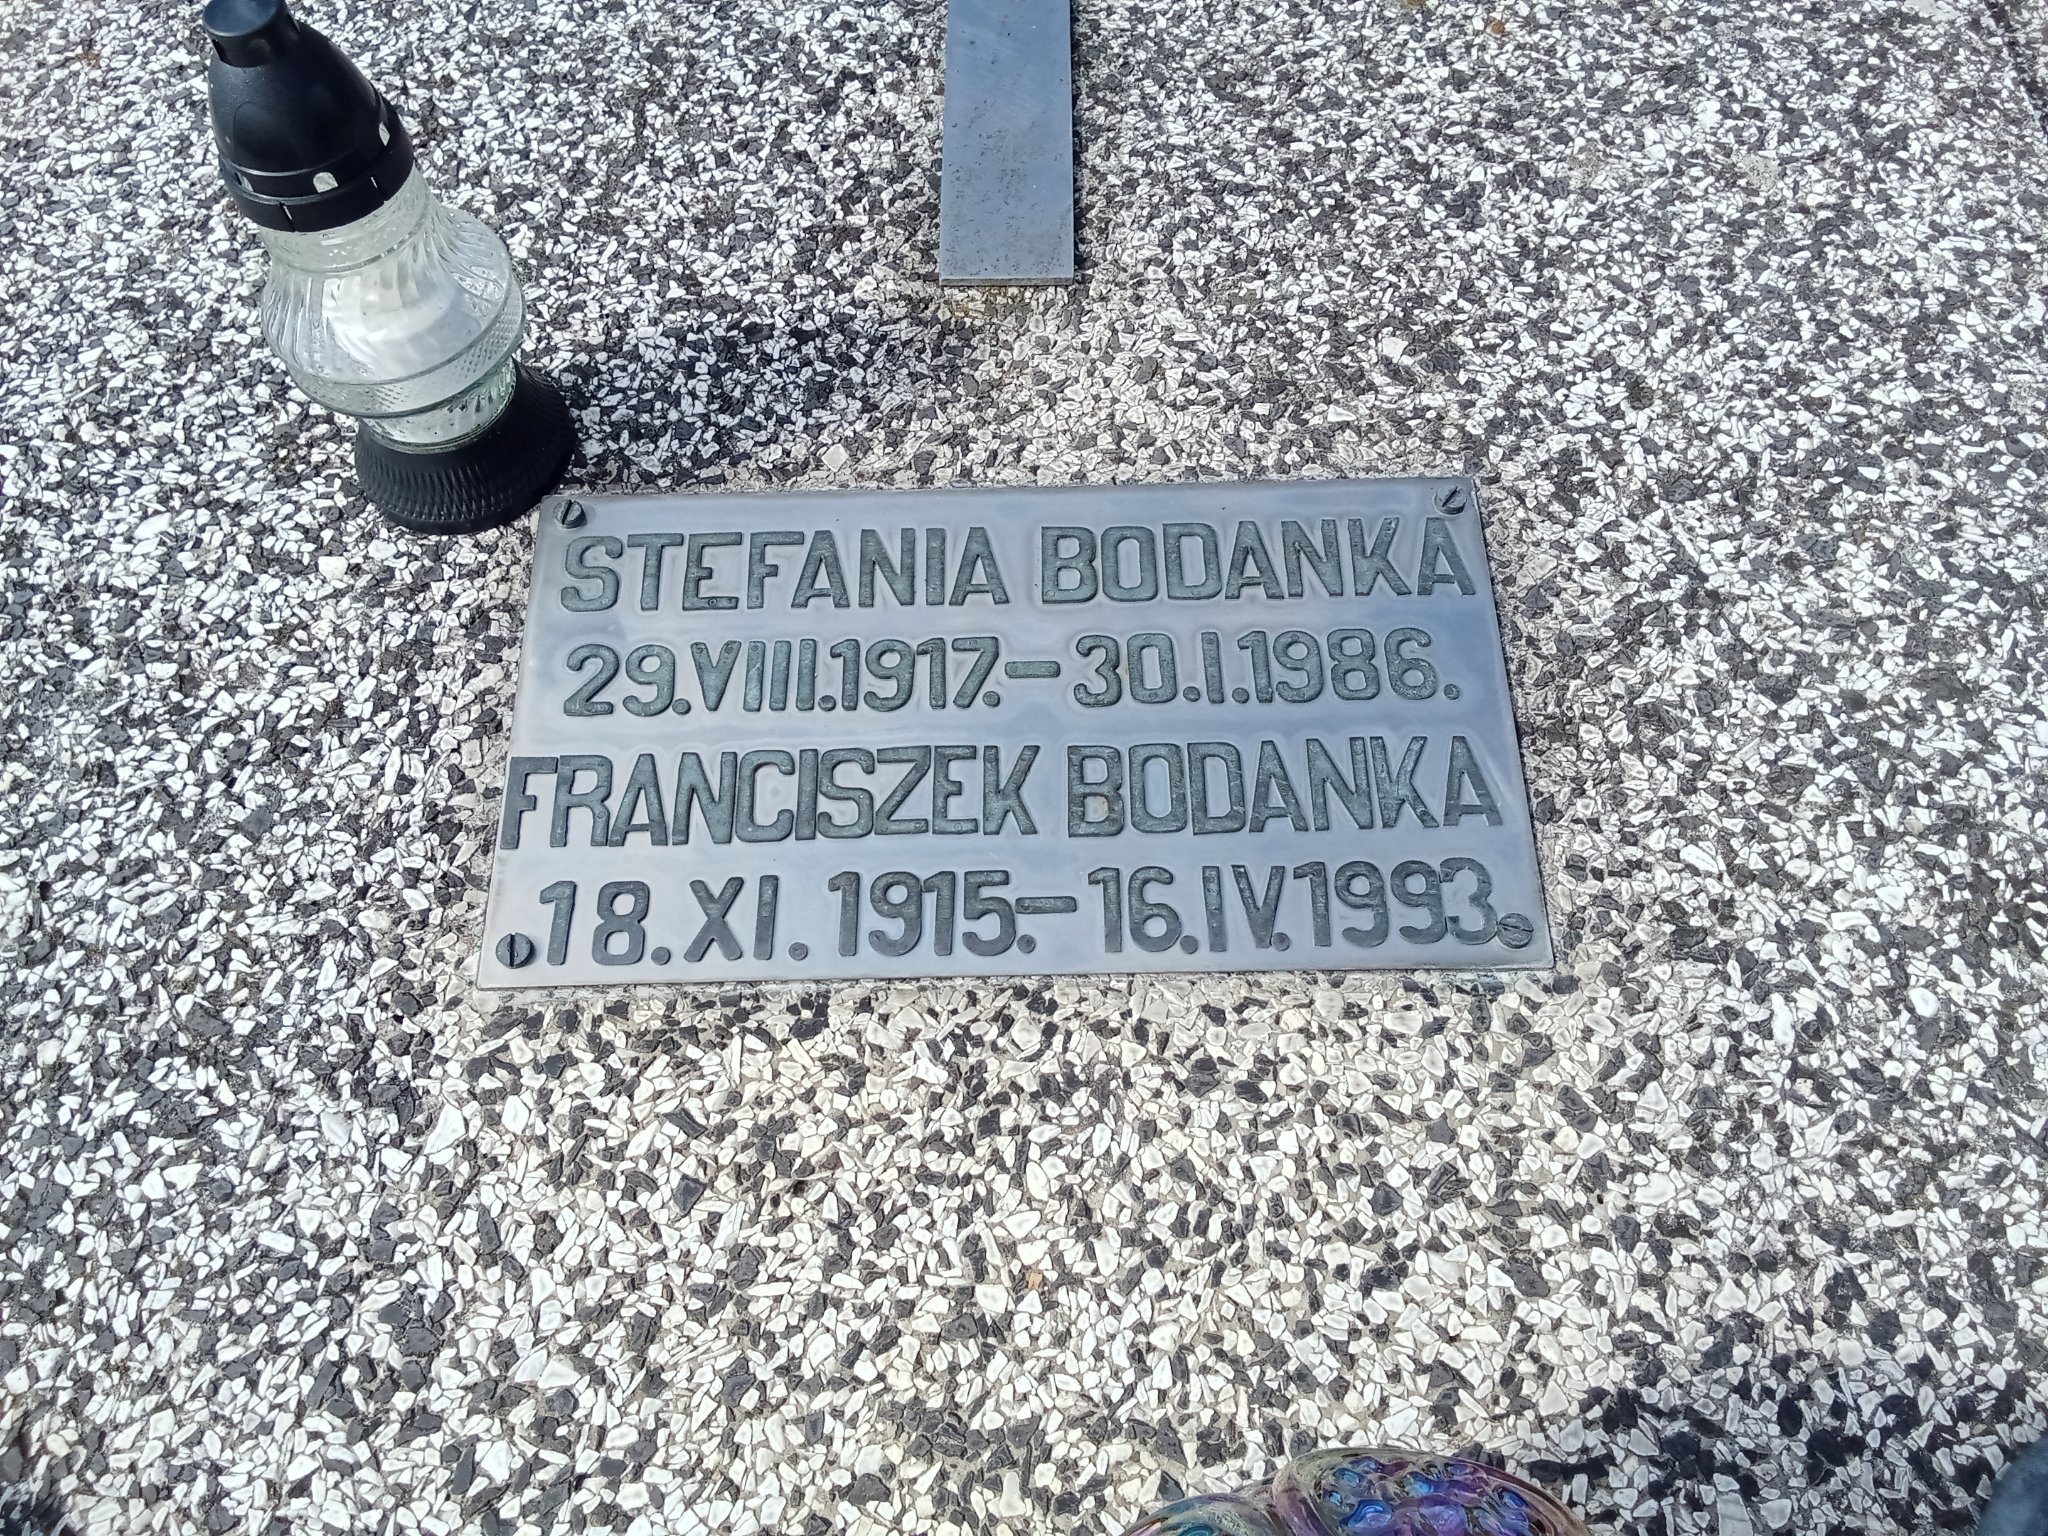 STEFANIA BODANKA
29.VIII.1917.-30.I.1986.
FRANCISZEK BODANKA
18.XI.1915.-16.IV.1993.